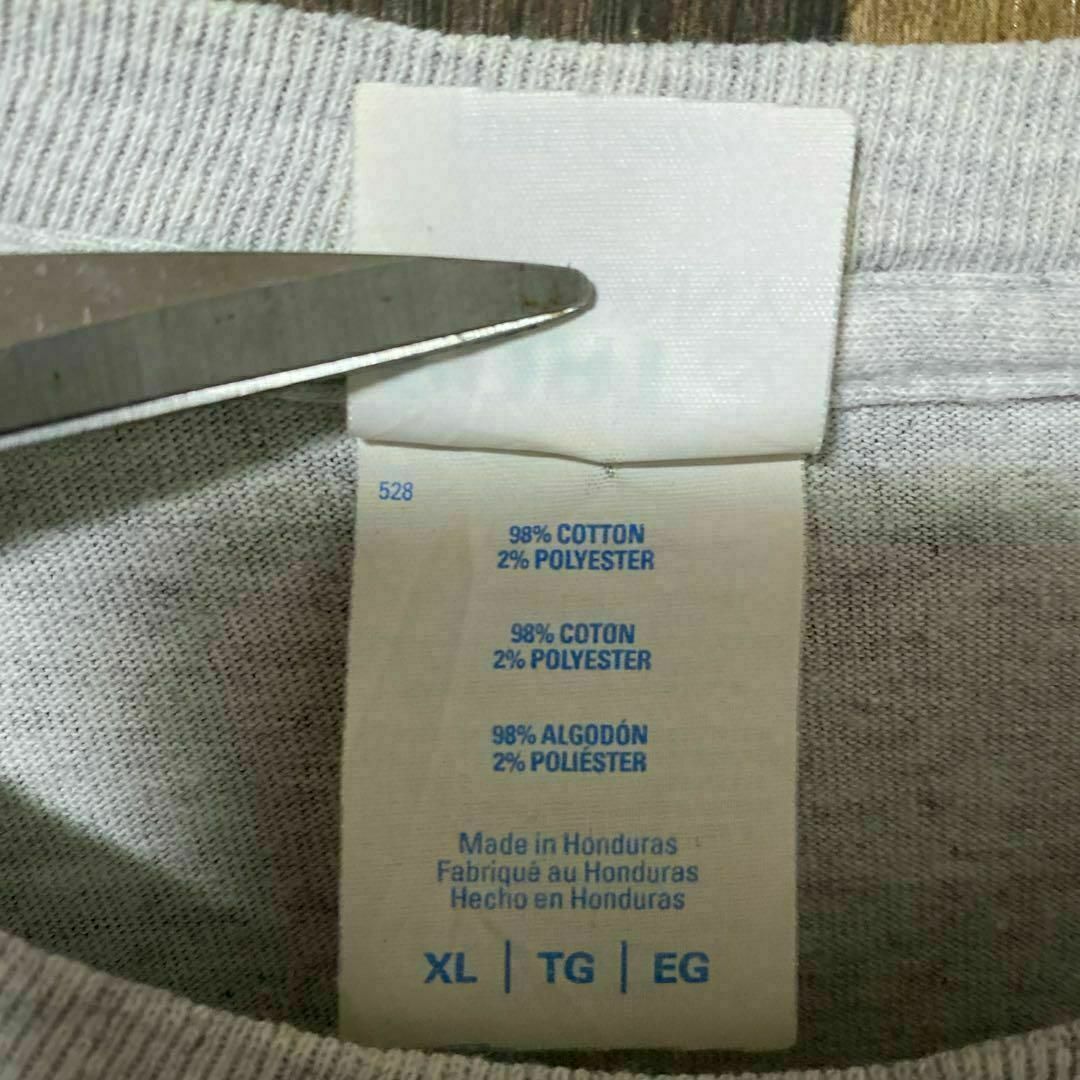 528
98% COTTON
2% POLYESTER
98% COTON
2% POLYESTER
98% ALGODÓN
2% POLIÉSTER
Made in Honduras
Fabriqué au Honduras
Hecho en Honduras
XL | TG | EG